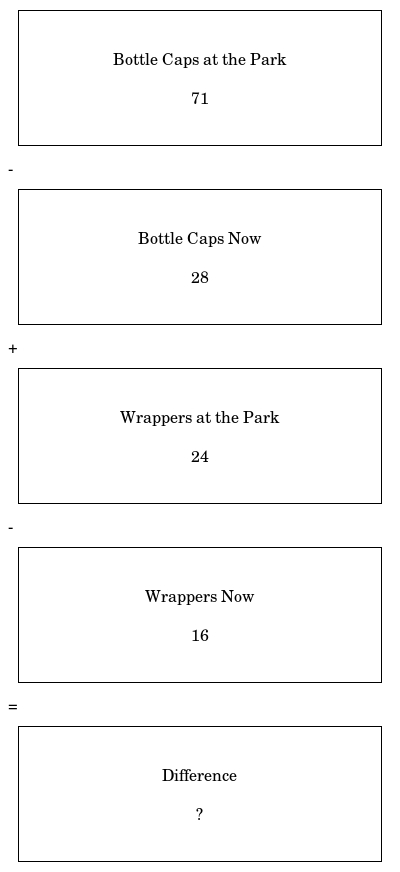 Bottle Caps at the Park
71
-
Bottle Caps Now
28
+
Wrappers at the Park
24
-
Wrappers Now
16
=
Difference
?